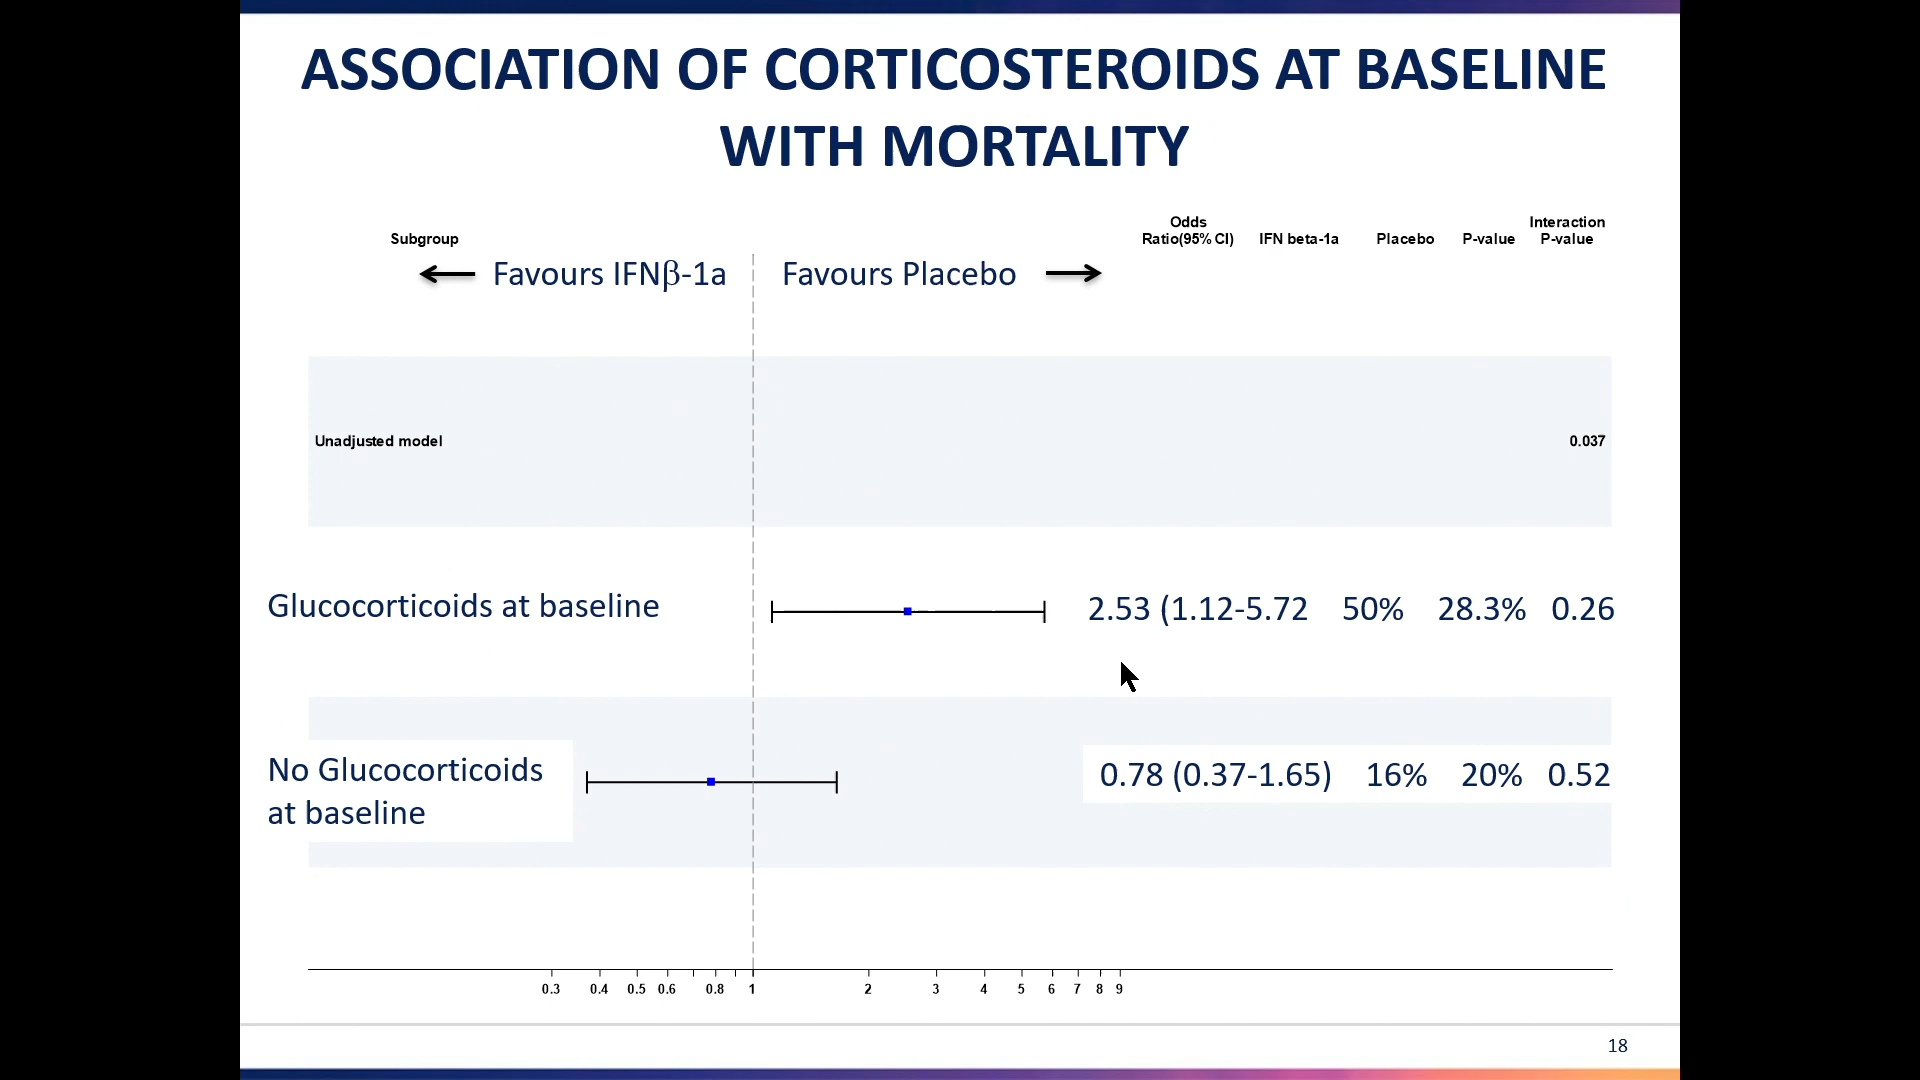 ASSOCIATION OF CORTICOSTEROIDS AT BASELINE
WITH MORTALITY
Subgroup
Odds
Ratio(95% CI)
IFN beta-1a
Placebo
P-value
Interaction
P-value
Favours IFNβ-1a
Favours Placebo
Unadjusted model
0.037
Glucocorticoids at baseline
2.53 (1.12-5.72 50% 28.3% 0.26
No Glucocorticoids
at baseline
0.78 (0.37-1.65) 16% 20% 0.52
0.3 0.4 0.5 0.6 0.8 1 2 3 4 5 6 7 8 9
18